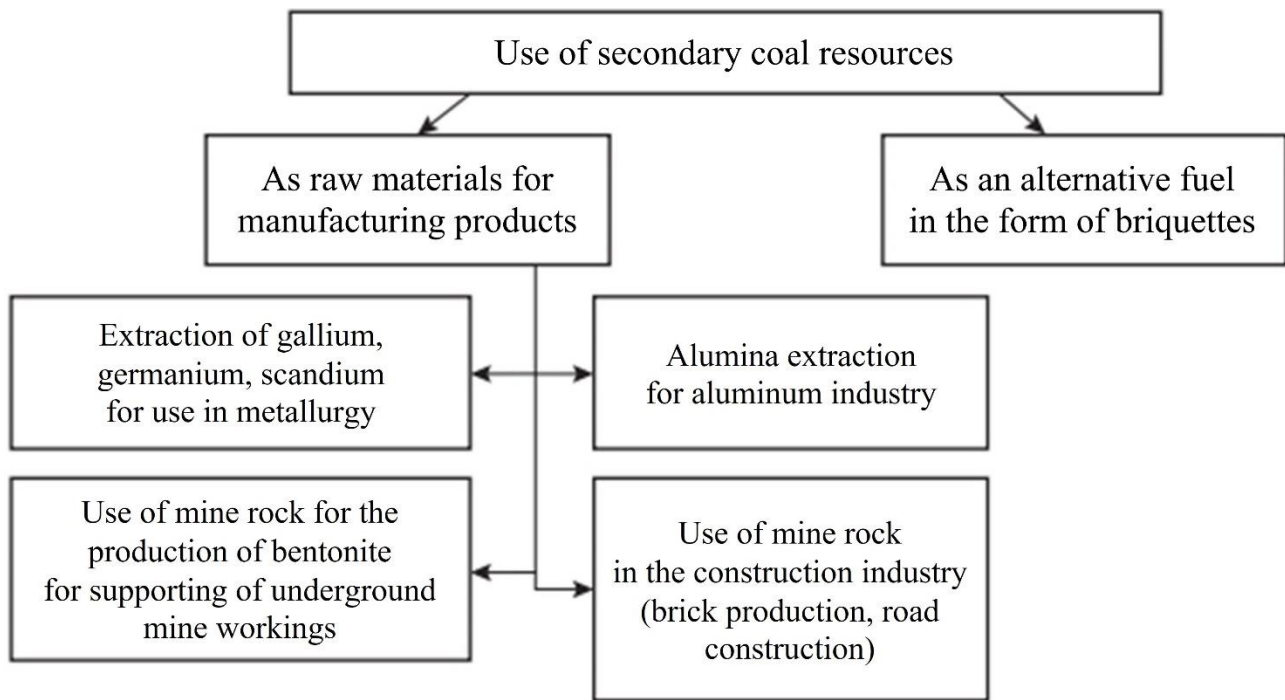 Use of secondary coal resources
As raw materials for
manufacturing products
As an alternative fuel
in the form of briquettes
Extraction of gallium,
germanium, scandium
for use in metallurgy
Alumina extraction
for aluminum industry
Use of mine rock for the
production of bentonite
for supporting of underground
mine workings
Use of mine rock
in the construction industry
(brick production, road
construction)